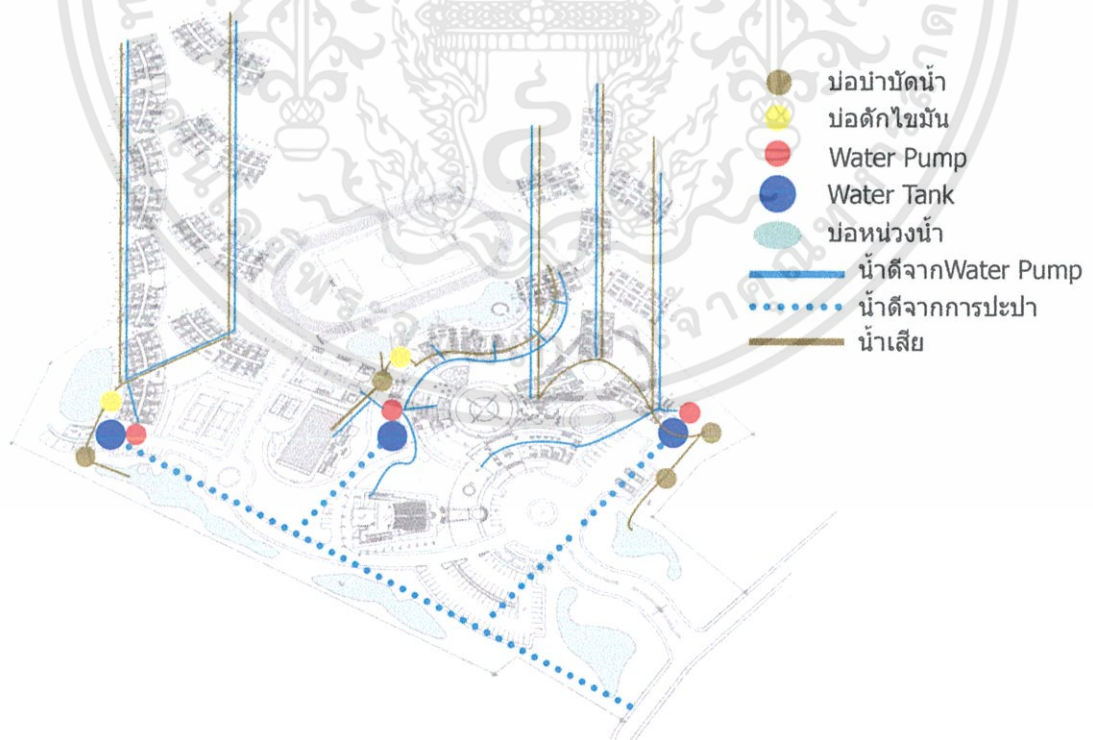 บ่อบำบัดน้ำ
บ่อดักไขมัน
Water Pump
Water Tank
บ่อหน่วงน้ำ
น้ำดีจากWater Pump
น้ำดีจากการปะปา
น้ำเสีย